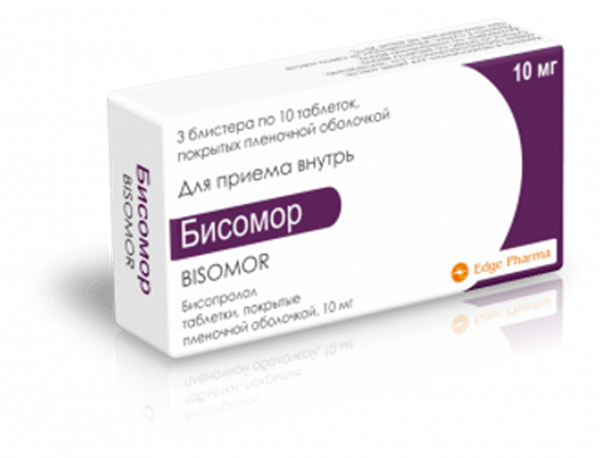 10 мг
3 блистера по 10 таблеток,
покрытых пленочной оболочкой
Для приема внутрь
Бисомор
BISOMOR
Бисопролол
таблетки, покрытые
пленочной оболочкой, 10 мг
Edge Pharma
Бисомор
BISOMOR